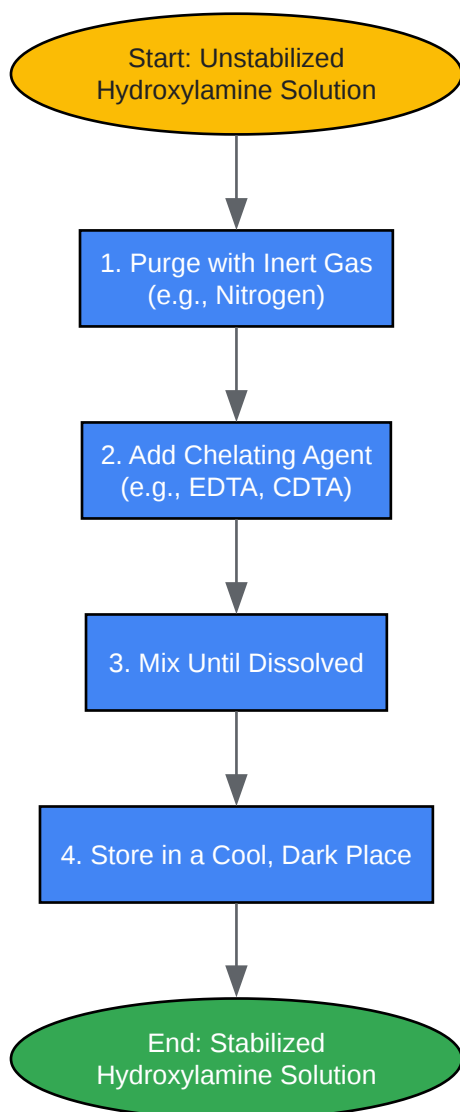 Start: Unstabilized
Hydroxylamine Solution
1. Purge with Inert Gas
(e.g., Nitrogen)
2. Add Chelating Agent
(e.g., EDTA, CDTA)
3. Mix Until Dissolved
4. Store in a Cool, Dark Place
End: Stabilized
Hydroxylamine Solution